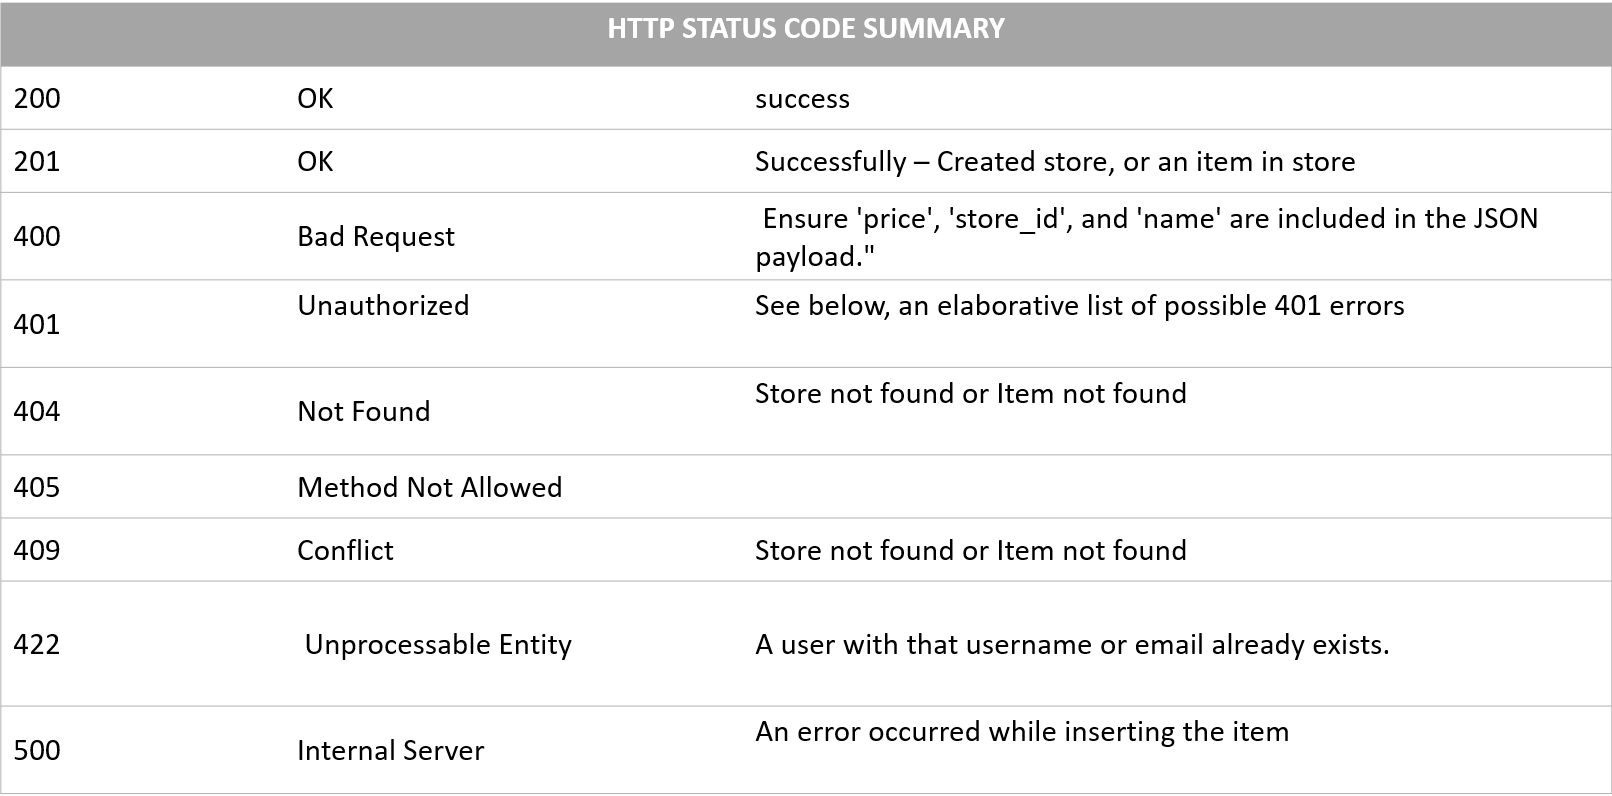 HTTP STATUS CODE SUMMARY
200 OK success
201 OK Successfully – Created store, or an item in store
400 Bad Request Ensure 'price', 'store_id', and 'name' are included in the JSON
payload."
401 Unauthorized See below, an elaborative list of possible 401 errors
404 Not Found Store not found or Item not found
405 Method Not Allowed
409 Conflict Store not found or Item not found
422 Unprocessable Entity A user with that username or email already exists.
500 Internal Server An error occurred while inserting the item